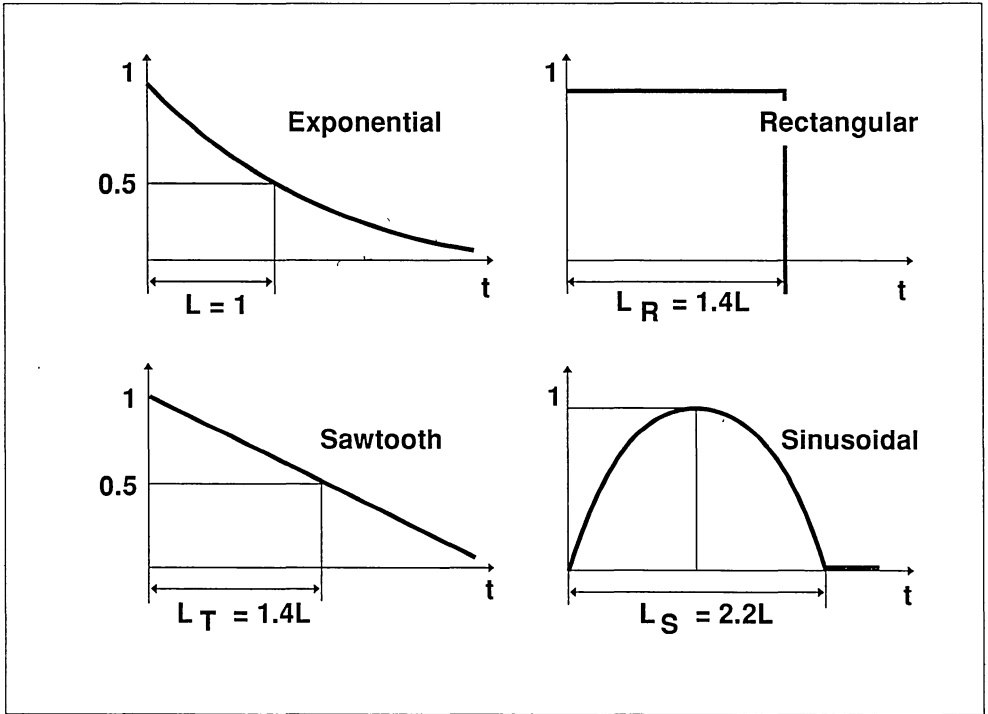 1
Exponential
0.5
t
L = 1
1
Rectangular
t
L R = 1.4L
1
Sawtooth
0.5
t
L T = 1.4L
1
Sinusoidal
t
L S = 2.2L